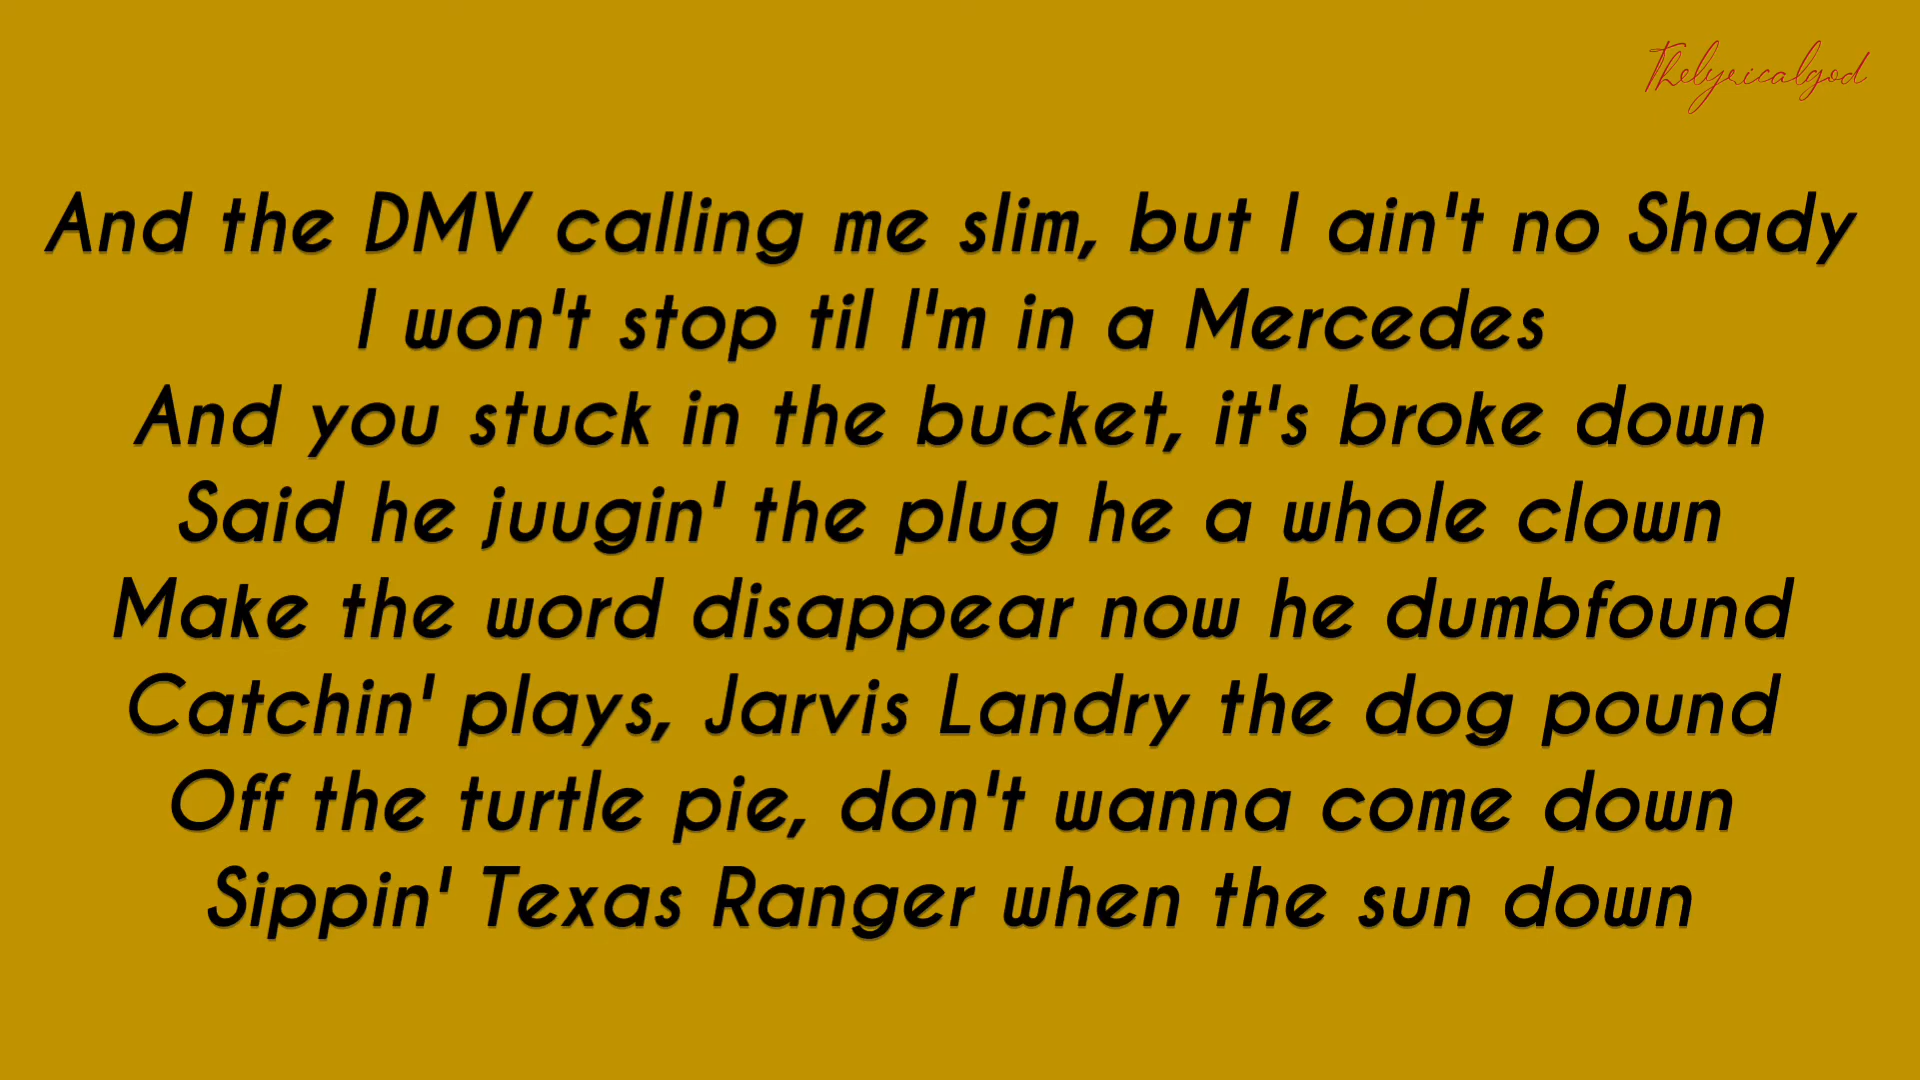 Thelyricalgod
And the DMV calling me slim, but I ain't no Shady
I won't stop til I'm in a Mercedes
And you stuck in the bucket, it's broke down
Said he juugin' the plug he a whole clown
Make the word disappear now he dumbfound
Catchin' plays, Jarvis Landry the dog pound
Off the turtle pie, don't wanna come down
Sippin' Texas Ranger when the sun down